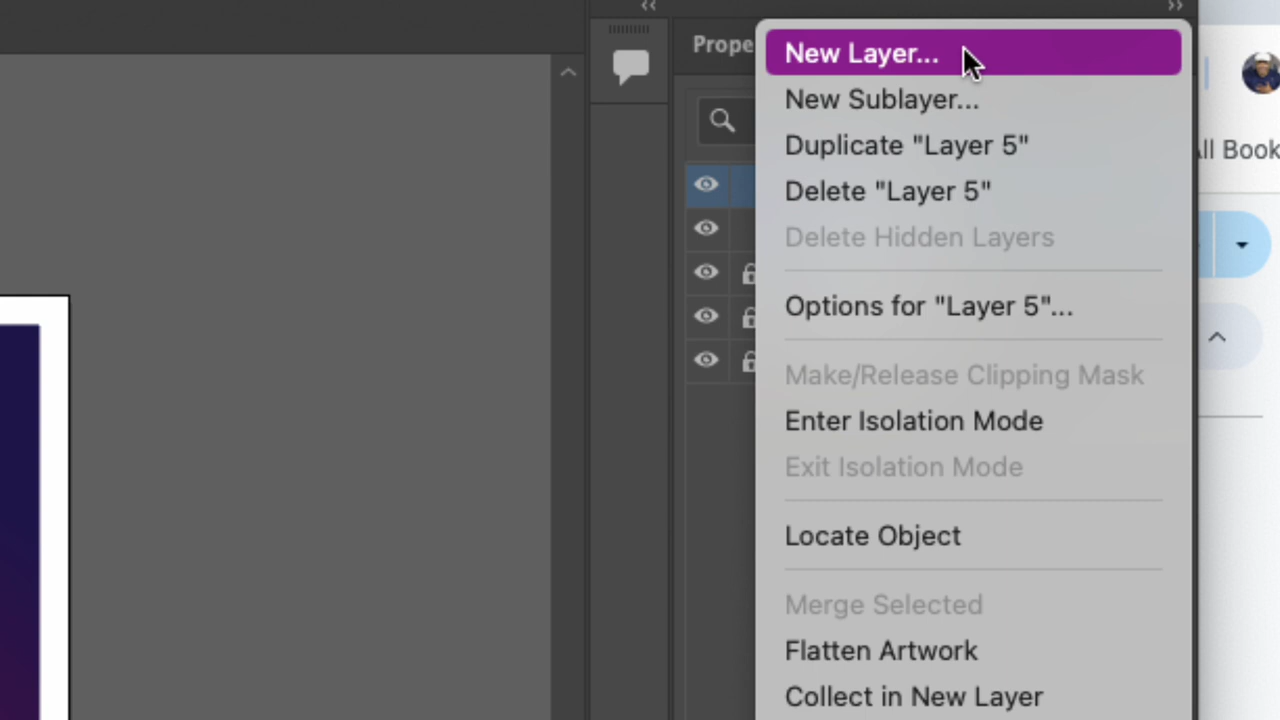 Prope
New Layer...
New Sublayer...
Duplicate "Layer 5"
Delete "Layer 5"
Delete Hidden Layers
Options for "Layer 5"...
Make/Release Clipping Mask
Enter Isolation Mode
Exit Isolation Mode
Locate Object
Merge Selected
Flatten Artwork
Collect in New Layer
All Book